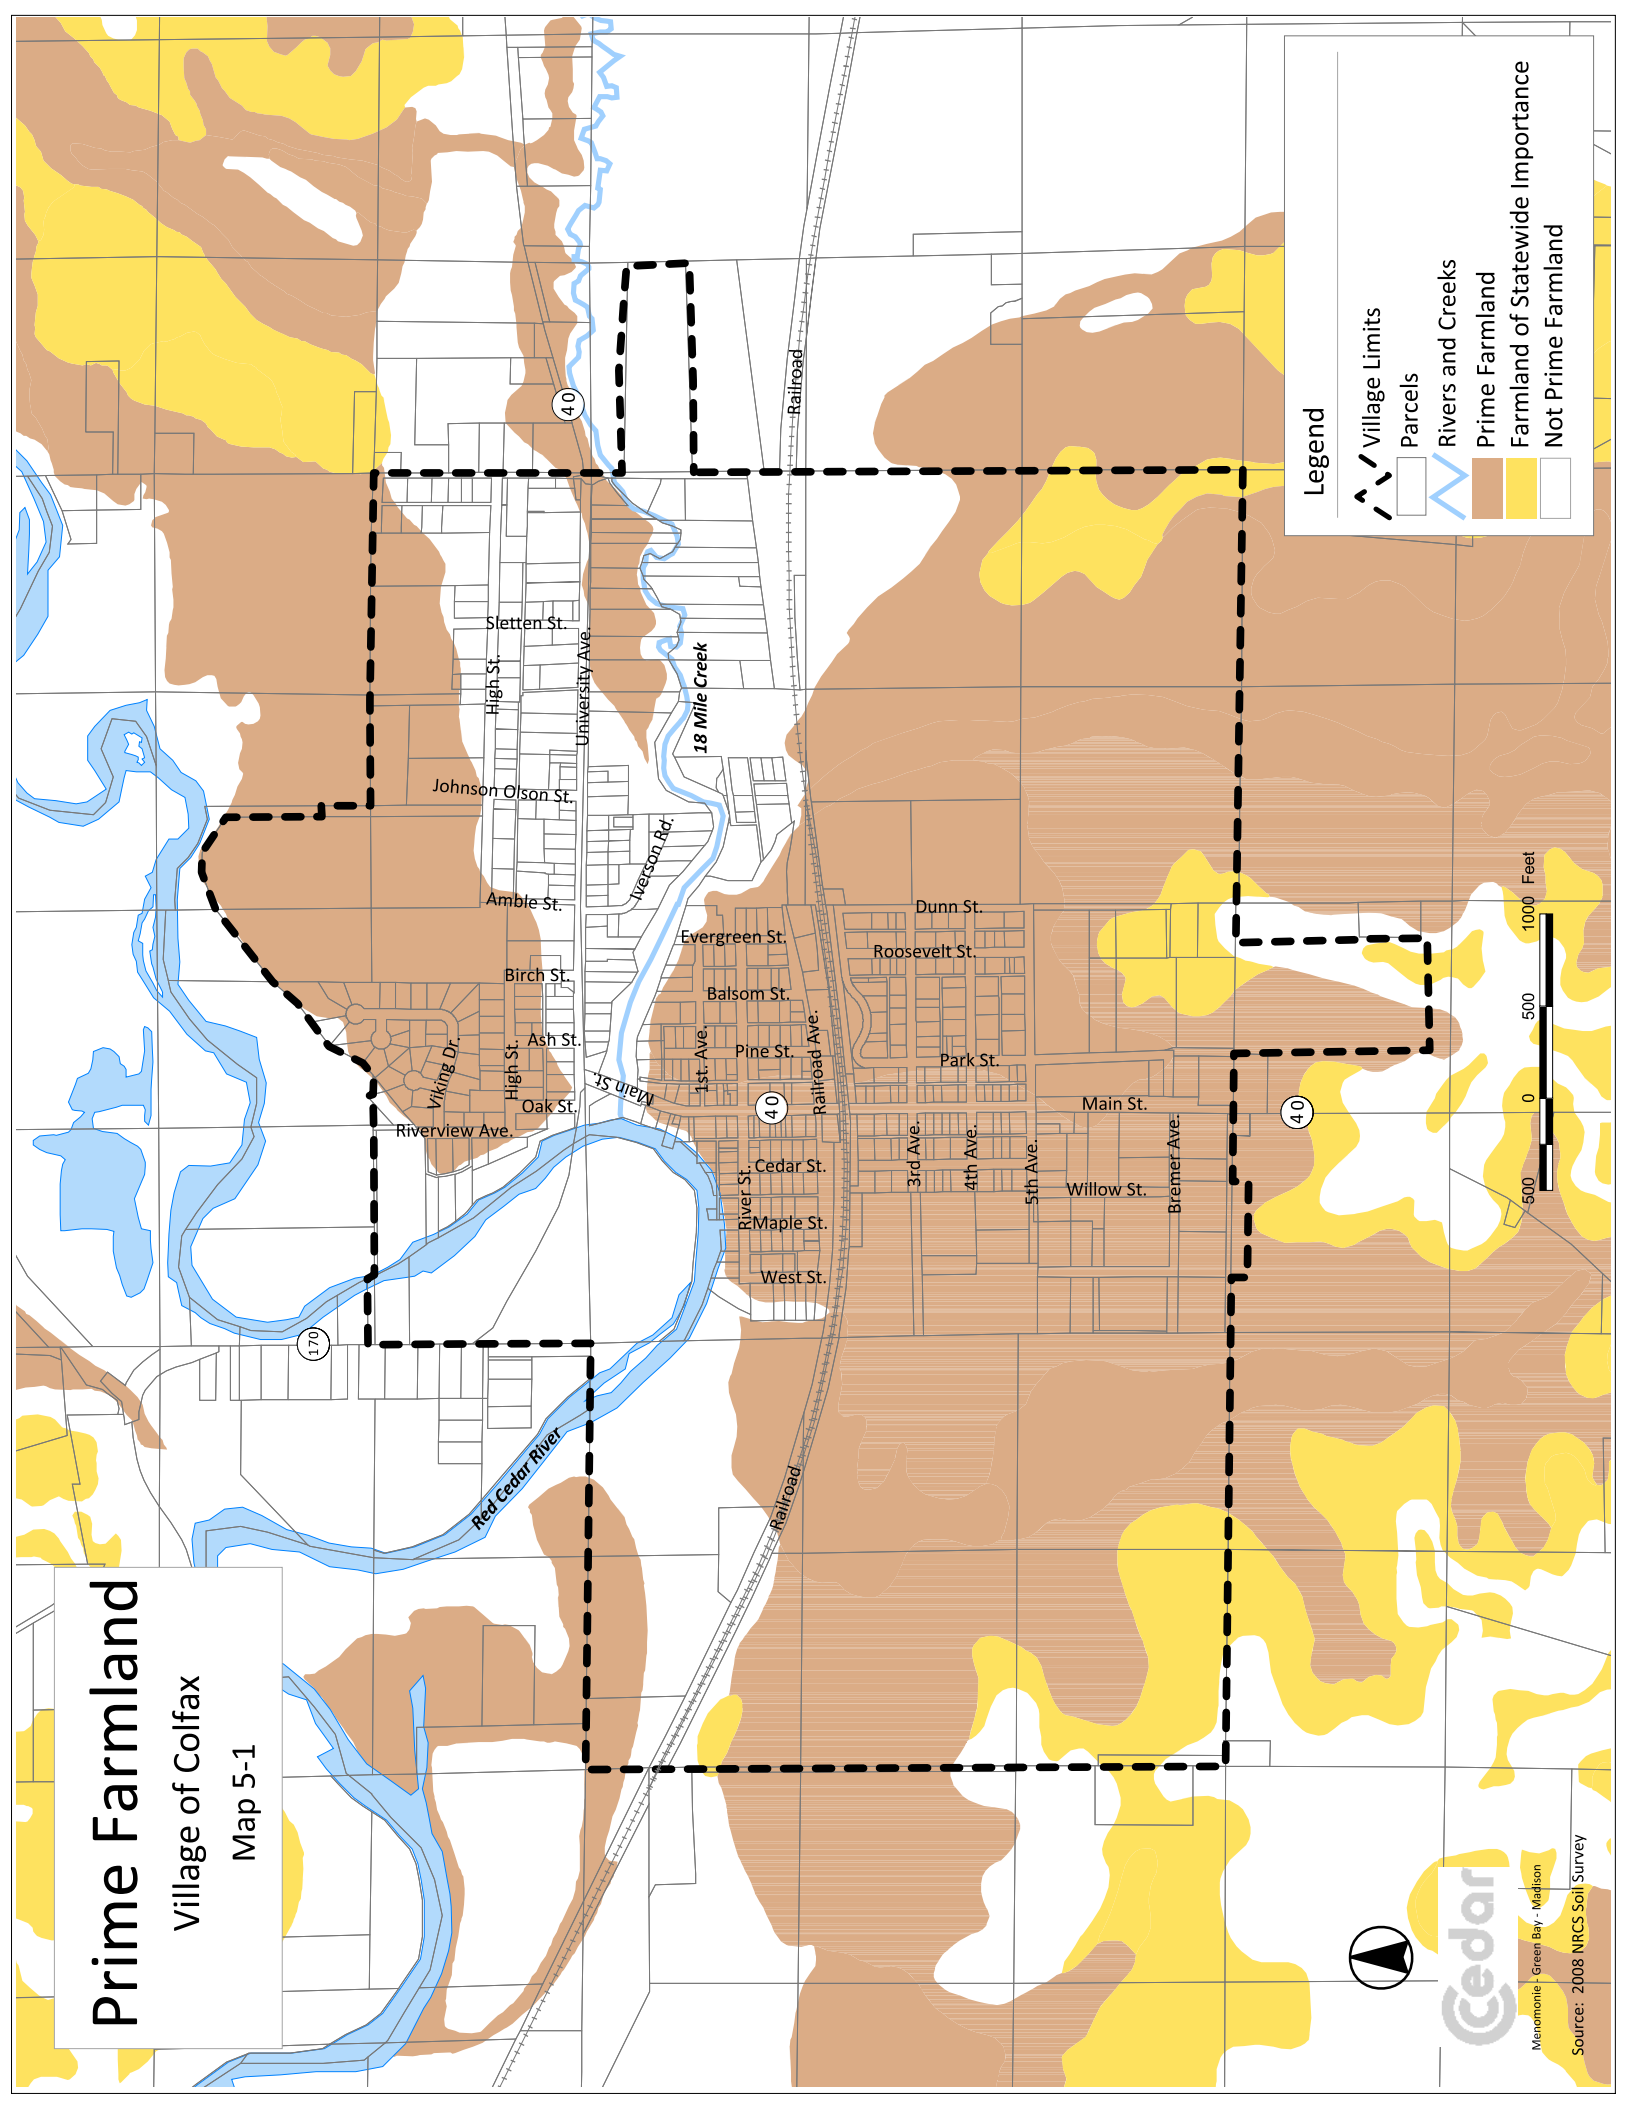 Prime Farmland
Village of Colfax
Map 5-1
Legend
Village Limits
Parcels
Rivers and Creeks
Prime Farmland
Farmland of Statewide Importance
Not Prime Farmland
40
Railroad
Sletten St.
High St.
University Ave.
18 Mile Creek
Johnson Olson St.
Iverson Rd.
Amble St.
Evergreen St.
Dunn St.
Roosevelt St.
Birch St.
Balsom St.
Ash St.
Viking Dr.
High St.
1st. Ave.
Pine St.
Railroad Ave.
Park St.
Main St.
Oak St.
40
Main St.
40
Riverview Ave.
River St.
Cedar St.
3rd Ave.
4th Ave.
5th Ave.
Willow St.
Bremer Ave.
Maple St.
West St.
170
Red Cedar River
Railroad
500 0 500 1000 Feet
Cedar
Menomonie - Green Bay - Madison
Source: 2008 NRCS Soil Survey